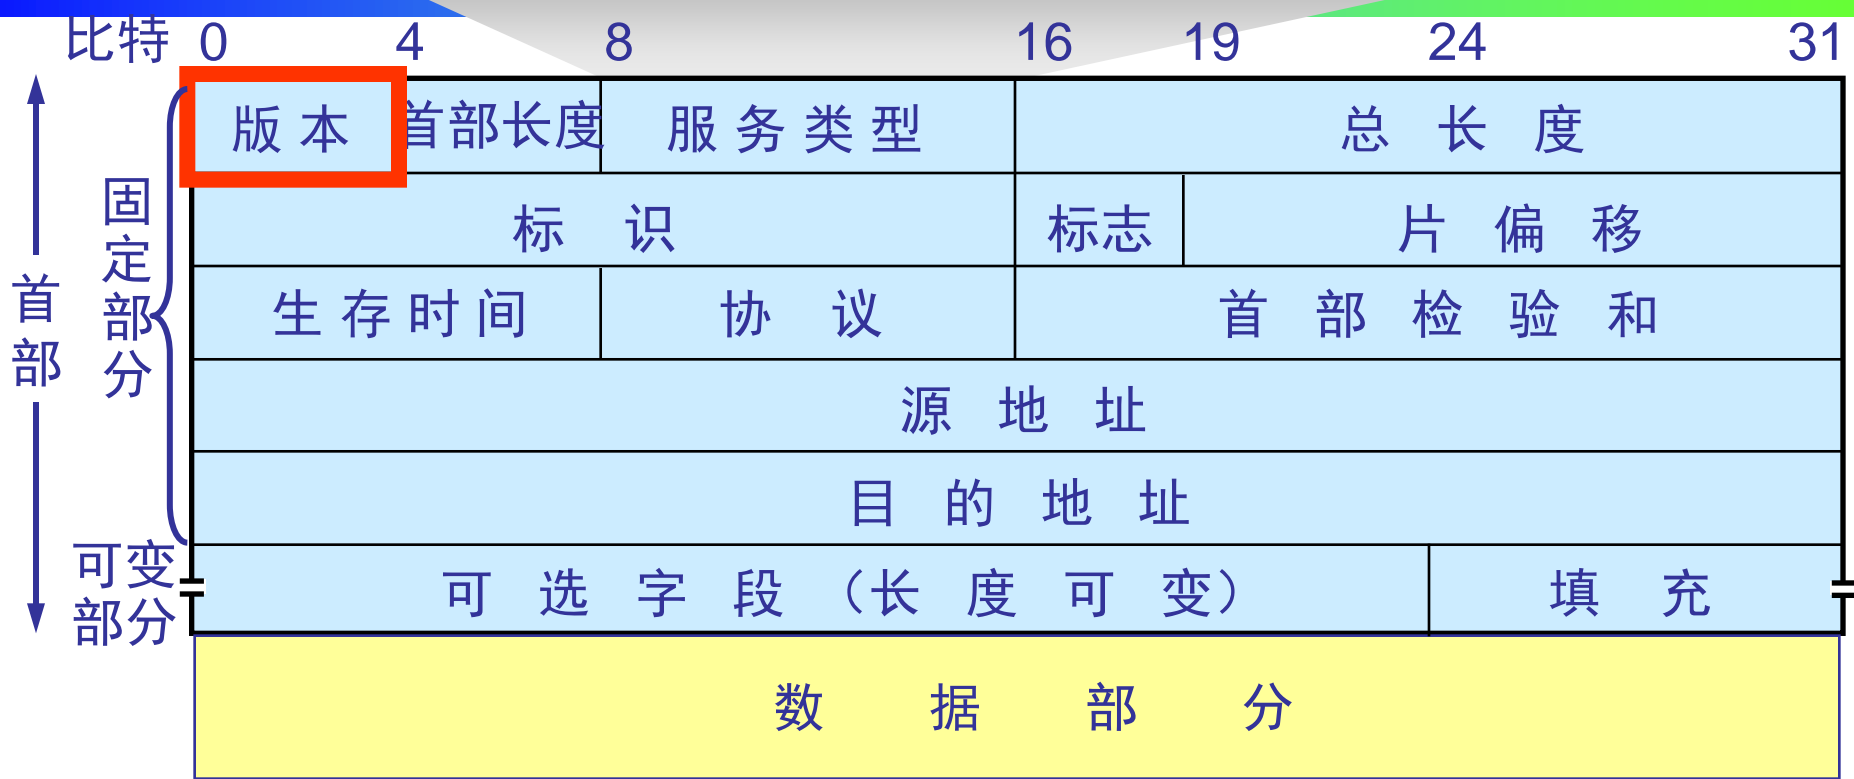 比特 0 4 8 16 19 24 31
版本 首部长度 服务类型 总长度
标识 标志 片偏移
生存时间 协议 首部检验和
源地址
目的地址
可选字段（长度可变） 填充
数据部分
首部
固定部分
可变
部分